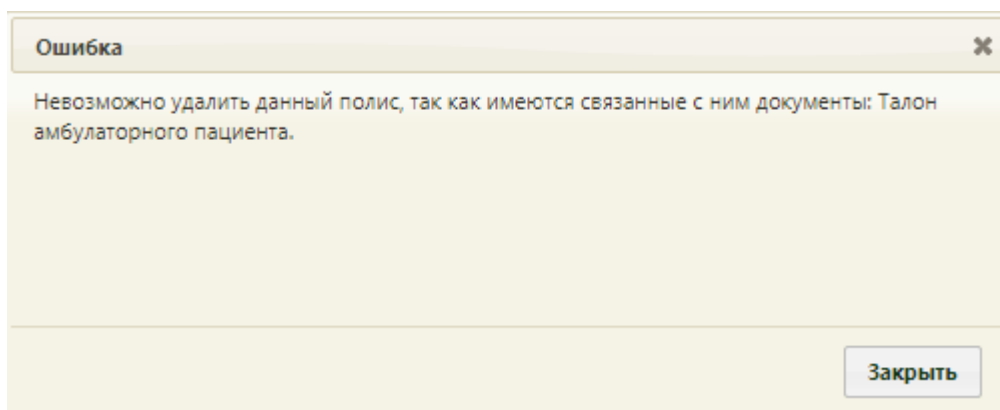 Ошибка
Невозможно удалить данный полис, так как имеются связанные с ним документы: Талон
амбулаторного пациента.
Закрыть